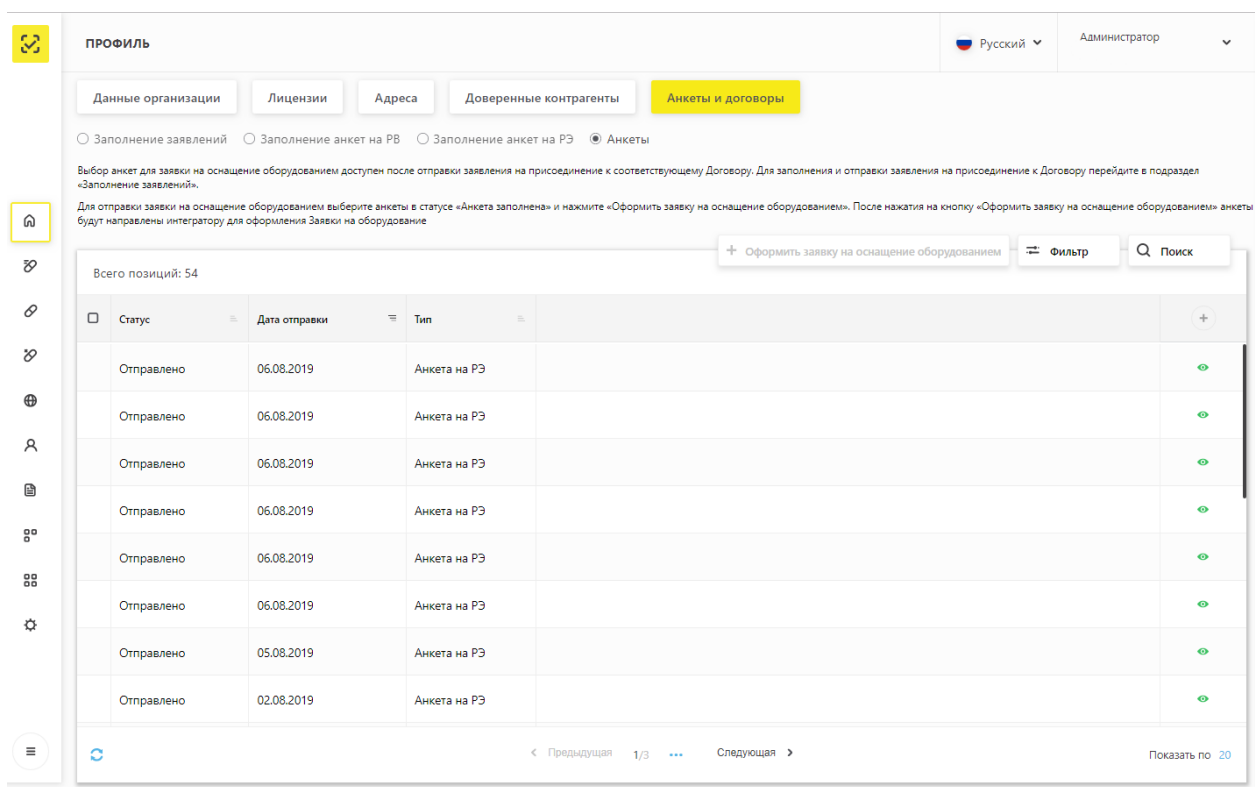 ПРОФИЛЬ
Русский
Администратор
Данные организации
Лицензии
Адреса
Доверенные контрагенты
Анкеты и договоры
Заполнение заявлений
Заполнение анкет на РВ
Заполнение анкет на РЭ
Анкеты
Выбор анкет для заявки на оснащение оборудованием доступен после отправки заявления на присоединение к соответствующему Договору. Для заполнения и отправки заявления на присоединение к Договору перейдите в подраздел
«Заполнение заявлений».
Для отправки заявки на оснащение оборудованием выберите анкеты в статусе «Анкета заполнена» и нажмите «Оформить заявку на оснащение оборудованием». После нажатия на кнопку «Оформить заявку на оснащение оборудованием» анкеты
будут направлены интегратору для оформления Заявки на оборудование
+ Оформить заявку на оснащение оборудованием
Фильтр
Поиск
Всего позиций: 54
Статус Дата отправки Тип +
Отправлено 06.08.2019 Анкета на РЭ
Отправлено 06.08.2019 Анкета на РЭ
Отправлено 06.08.2019 Анкета на РЭ
Отправлено 06.08.2019 Анкета на РЭ
Отправлено 06.08.2019 Анкета на РЭ
Отправлено 06.08.2019 Анкета на РЭ
Отправлено 05.08.2019 Анкета на РЭ
Отправлено 02.08.2019 Анкета на РЭ
Предыдущая 1/3 ••• Следующая
Показать по 20